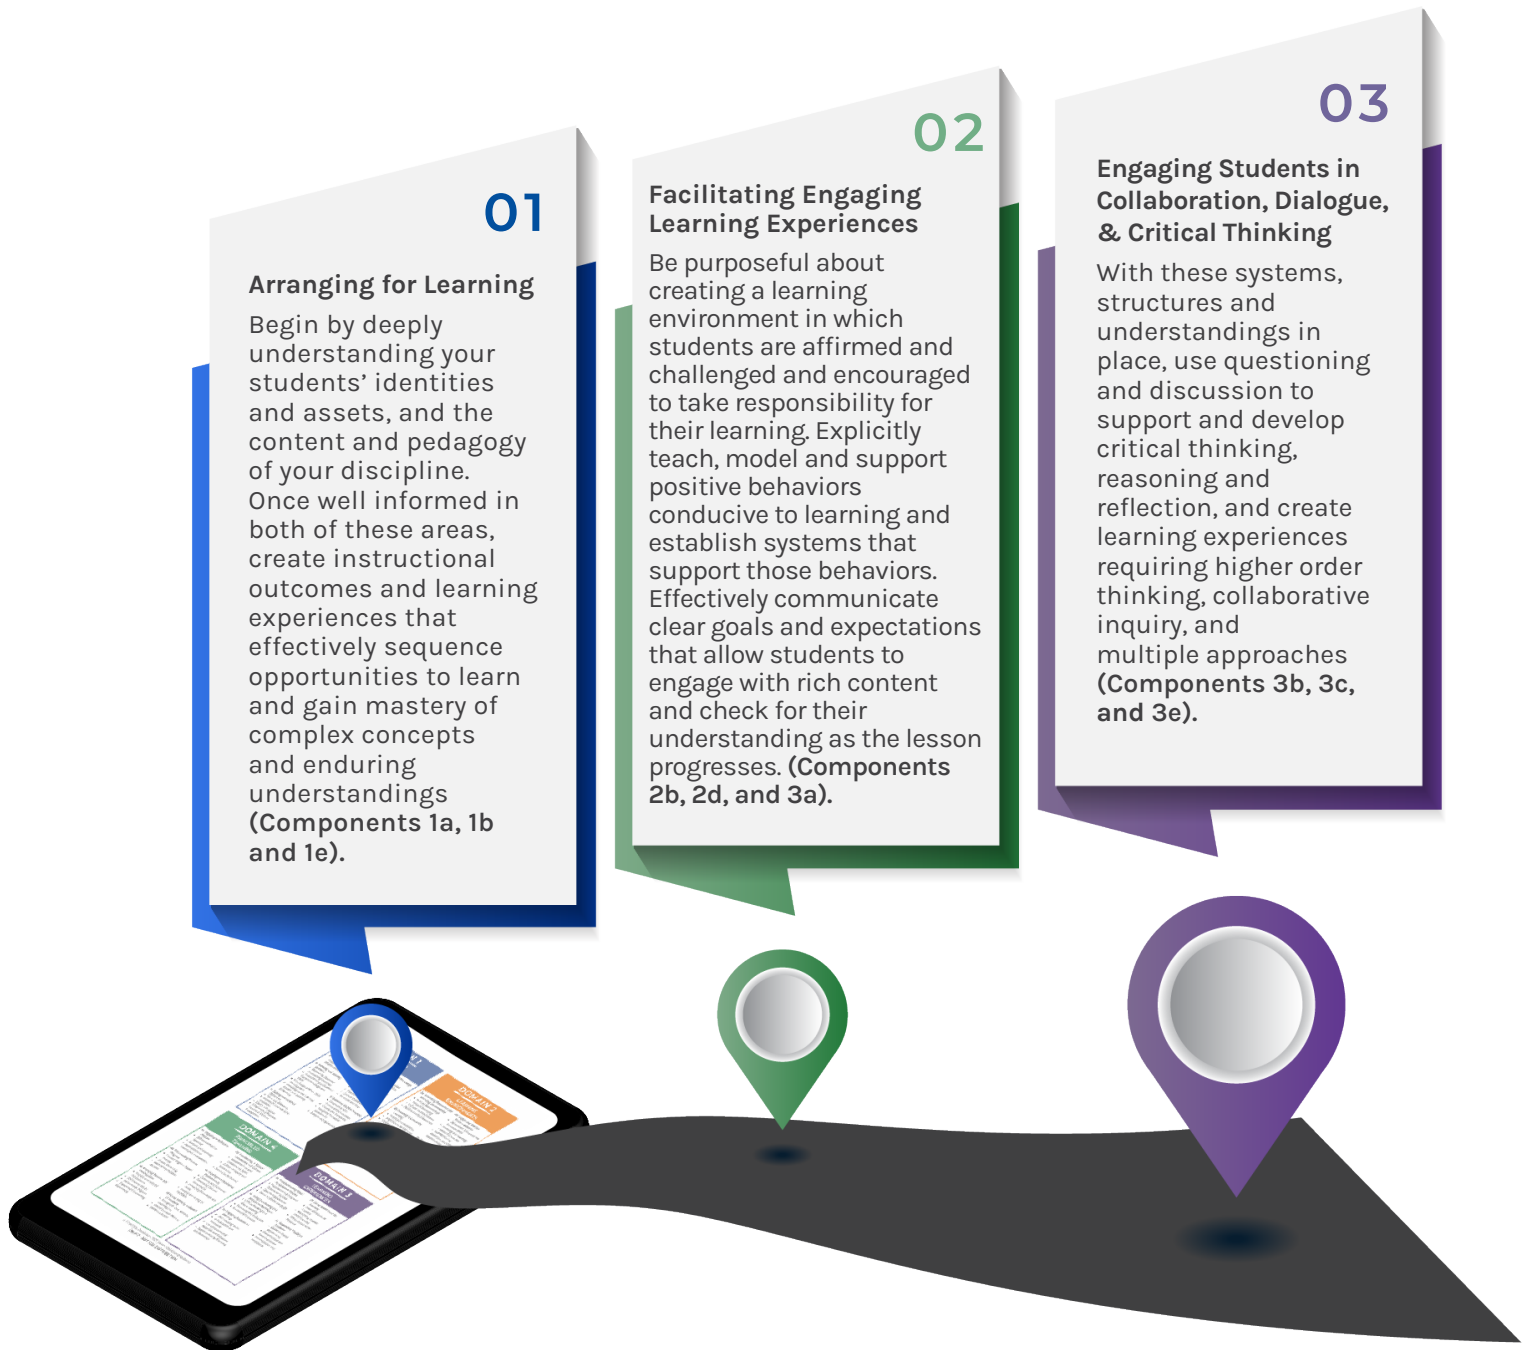 01
Arranging for Learning
Begin by deeply
understanding your
students’ identities
and assets, and the
content and pedagogy
of your discipline.
Once well informed in
both of these areas,
create instructional
outcomes and learning
experiences that
effectively sequence
opportunities to learn
and gain mastery of
complex concepts
and enduring
understandings
(Components 1a, 1b
and 1e).
02
Facilitating Engaging
Learning Experiences
Be purposeful about
creating a learning
environment in which
students are affirmed and
challenged and encouraged
to take responsibility for
their learning. Explicitly
teach, model and support
positive behaviors
conducive to learning and
establish systems that
support those behaviors.
Effectively communicate
clear goals and expectations
that allow students to
engage with rich content
and check for their
understanding as the lesson
progresses. (Components
2b, 2d, and 3a).
03
Engaging Students in
Collaboration, Dialogue,
& Critical Thinking
With these systems,
structures and
understandings in
place, use questioning
and discussion to
support and develop
critical thinking,
reasoning and
reflection, and create
learning experiences
requiring higher order
thinking, collaborative
inquiry, and
multiple approaches
(Components 3b, 3c,
and 3e).
DOMAIN 2
DOMAIN 4
DOMAIN 3